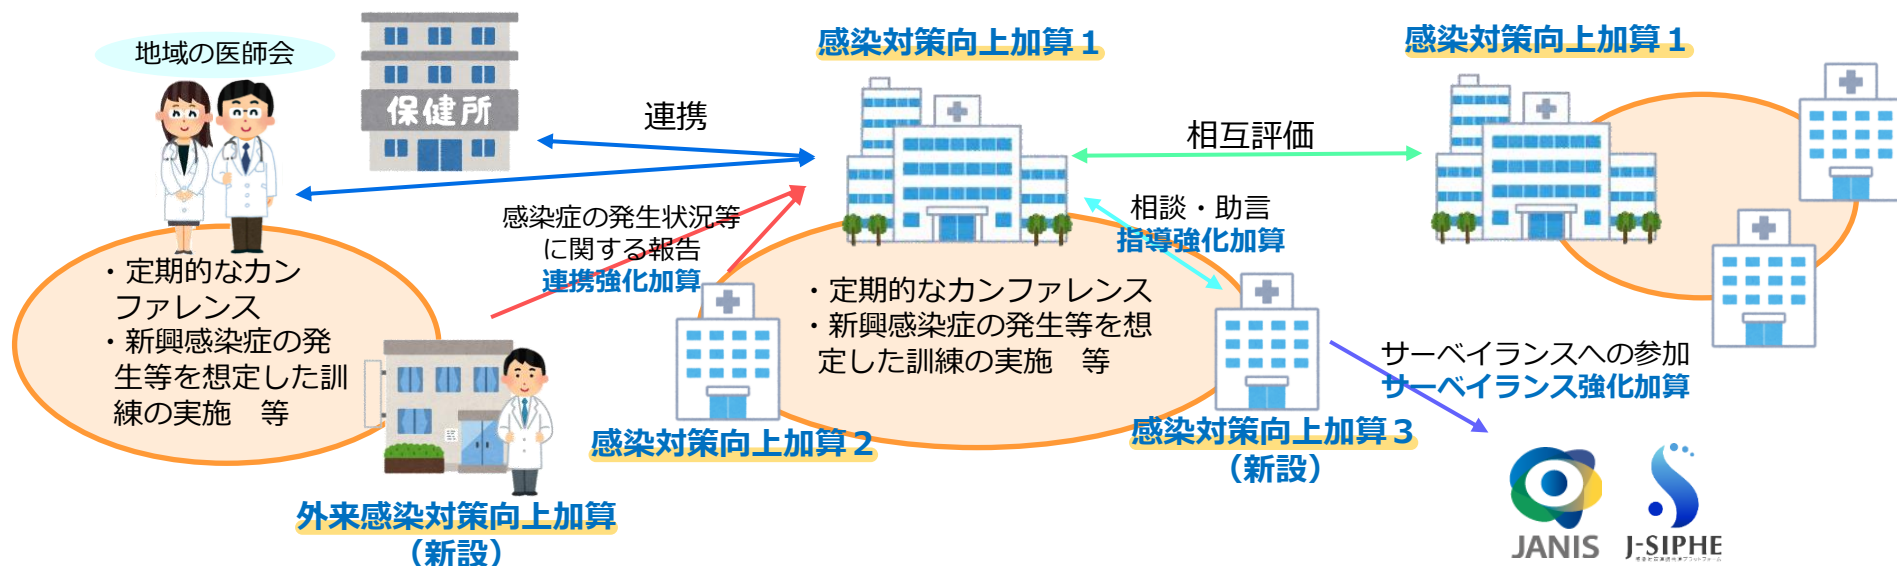 地域の医師会
保健所
連携
感染対策向上加算１
相互評価
感染対策向上加算１
感染症の発生状況等
に関する報告
連携強化加算
相談・助言
指導強化加算
・定期的なカン
ファレンス
・新興感染症の発
生等を想定した訓
練の実施　等
・定期的なカンファレンス
・新興感染症の発生等を想
定した訓練の実施　等
サーベイランスへの参加
サーベイランス強化加算
感染対策向上加算２
感染対策向上加算３
（新設）
外来感染対策向上加算
（新設）
JANIS
J-SIPHE